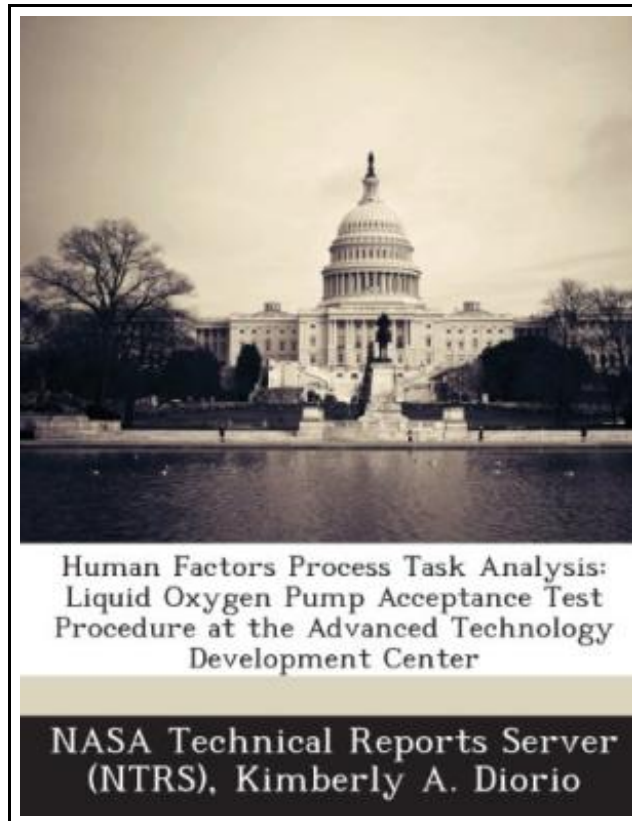 Human Factors Process Task Analysis:
Liquid Oxygen Pump Acceptance Test
Procedure at the Advanced Technology
Development Center
NASA Technical Reports Server
(NTRS), Kimberly A. Diorio